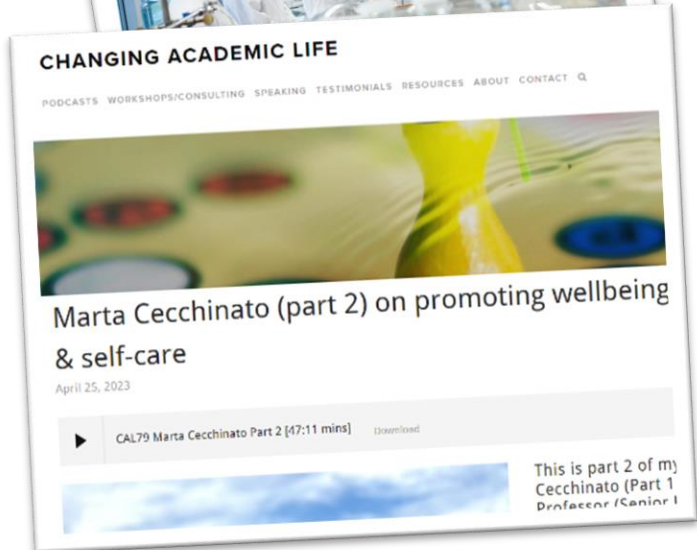 CHANGING ACADEMIC LIFE
PODCASTS WORKSHOPS/CONSULTING SPEAKING TESTIMONIALS RESOURCES ABOUT CONTACT
Marta Cecchinato (part 2) on promoting wellbeing
& self-care
April 25, 2023
CAL79 Marta Cecchinato Part 2 [47:11 mins] Download
This is part 2 of my
Cecchinato (Part 1
Professor (Senior